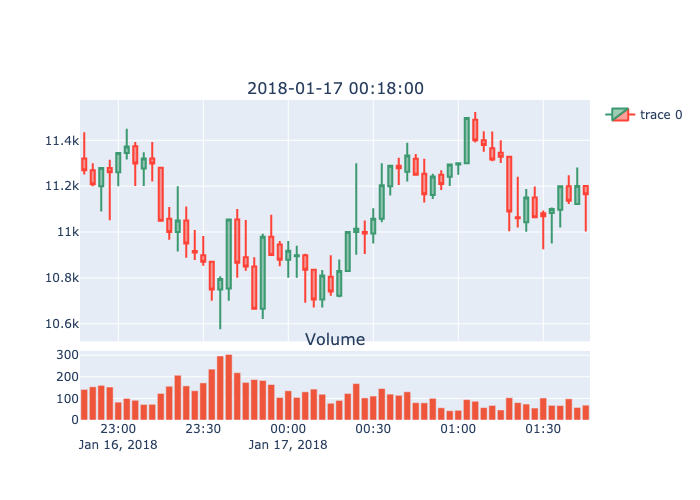 2018-01-17 00:18:00
trace 0
11.4k
11.2k
11k
10.8k
10.6k
Volume
300
200
100
0
23:00 23:30 00:00 00:30 01:00 01:30
Jan 16, 2018 Jan 17, 2018